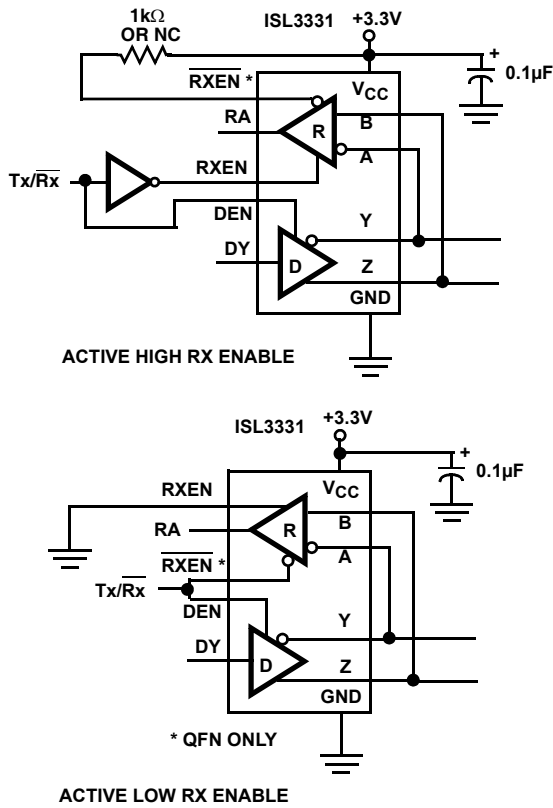 1kΩ
OR NC
ISL3331
+3.3V
+
0.1µF
RXEN *
VCC
RA
R
B
A
Tx/Rx
RXEN
DEN
Y
DY
D
Z
GND
ACTIVE HIGH RX ENABLE
ISL3331
+3.3V
+
0.1µF
RXEN
VCC
RA
R
B
RXEN *
A
Tx/Rx
DEN
Y
DY
D
Z
GND
* QFN ONLY
ACTIVE LOW RX ENABLE